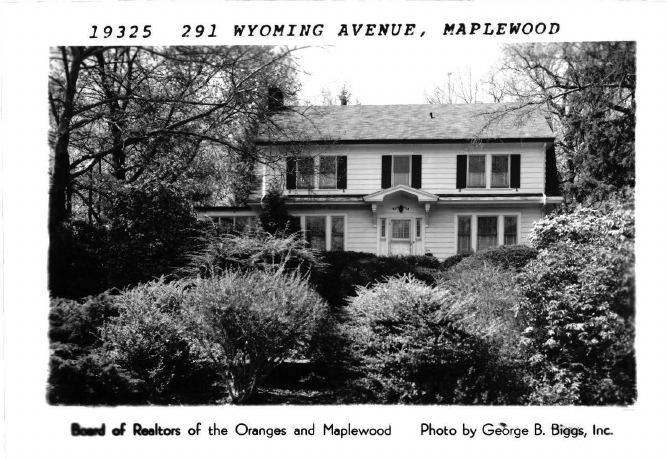 19325 291 WYOMING AVENUE, MAPLEWOOD
Board of Realtors of the Oranges and Maplewood Photo by George B. Biggs, Inc.